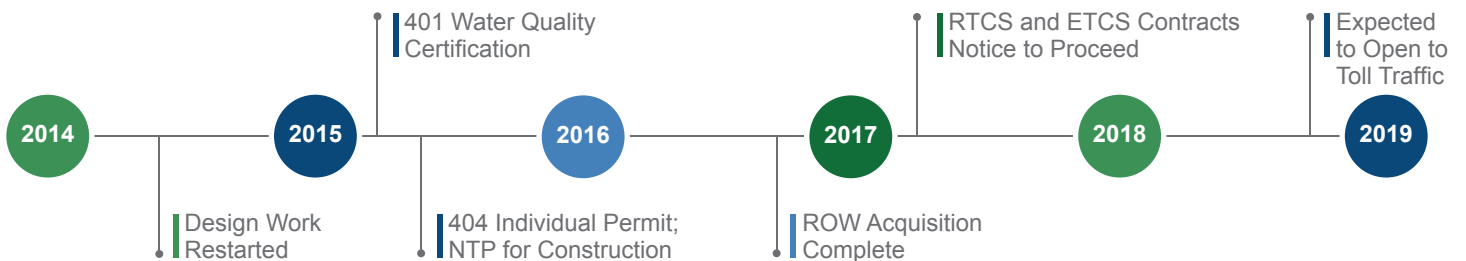 401 Water Quality
Certification
RTCS and ETCS Contracts
Notice to Proceed
Expected
to Open to
Toll Traffic
2014
2015
2016
2017
2018
2019
Design Work
Restarted
404 Individual Permit;
NTP for Construction
ROW Acquisition
Complete